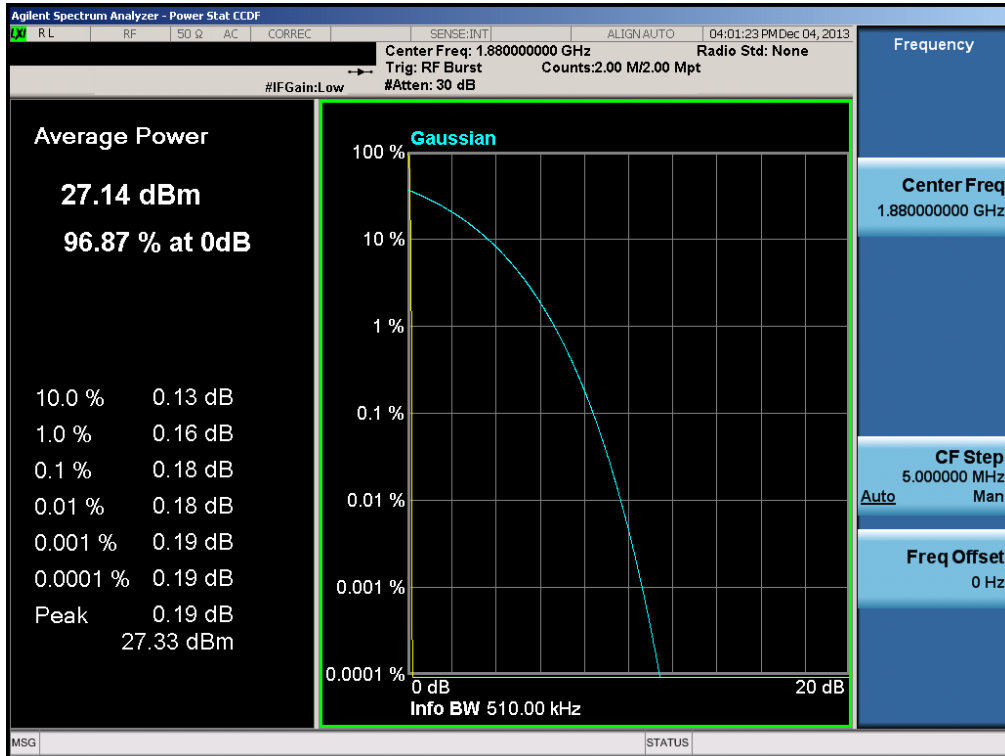 Agilent Spectrum Analyzer - Power Stat CCDF
LXI RL RF 50 Ω AC CORREC SENSE:INT ALIGN AUTO 04:01:23 PM Dec 04, 2013
Center Freq: 1.880000000 GHz Radio Std: None
Trig: RF Burst Counts:2.00 M/2.00 Mpt
#IFGain:Low #Atten: 30 dB
Frequency
Average Power
27.14 dBm
96.87 % at 0dB
10.0 % 0.13 dB
1.0 % 0.16 dB
0.1 % 0.18 dB
0.01 % 0.18 dB
0.001 % 0.19 dB
0.0001 % 0.19 dB
Peak 0.19 dB
27.33 dBm
Gaussian
100 %
10 %
1 %
0.1 %
0.01 %
0.001 %
0.0001 %
0 dB 20 dB
Info BW 510.00 kHz
Center Freq
1.880000000 GHz
CF Step
5.000000 MHz
Auto Man
Freq Offset
0 Hz
MSG STATUS